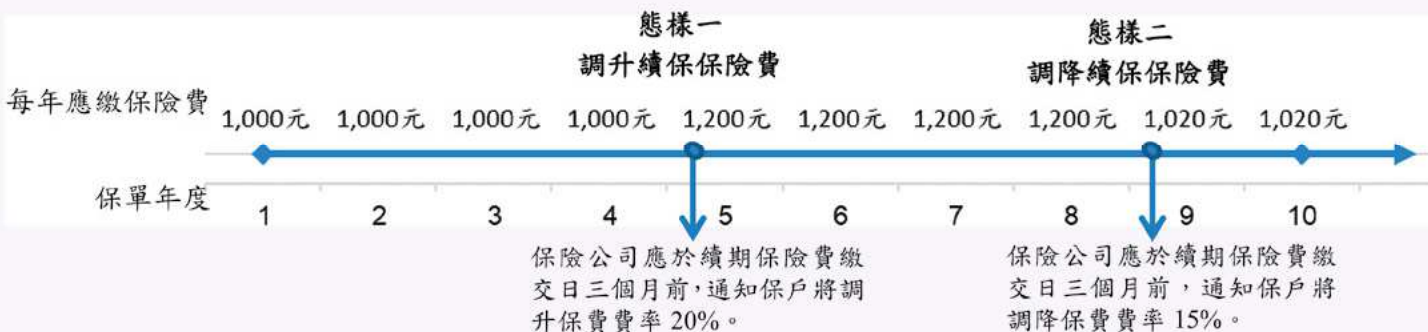 態樣一
調升續保保險費
態樣二
調降續保保險費
每年應繳保險費
1,000元 1,000元 1,000元 1,000元 1,200元 1,200元 1,200元 1,200元 1,020元 1,020元
保單年度
1 2 3 4 5 6 7 8 9 10
保險公司應於續期保險費繳
交日三個月前,通知保戶將調
升保費費率 20%。
保險公司應於續期保險費繳
交日三個月前,通知保戶將
調降保費費率 15%。